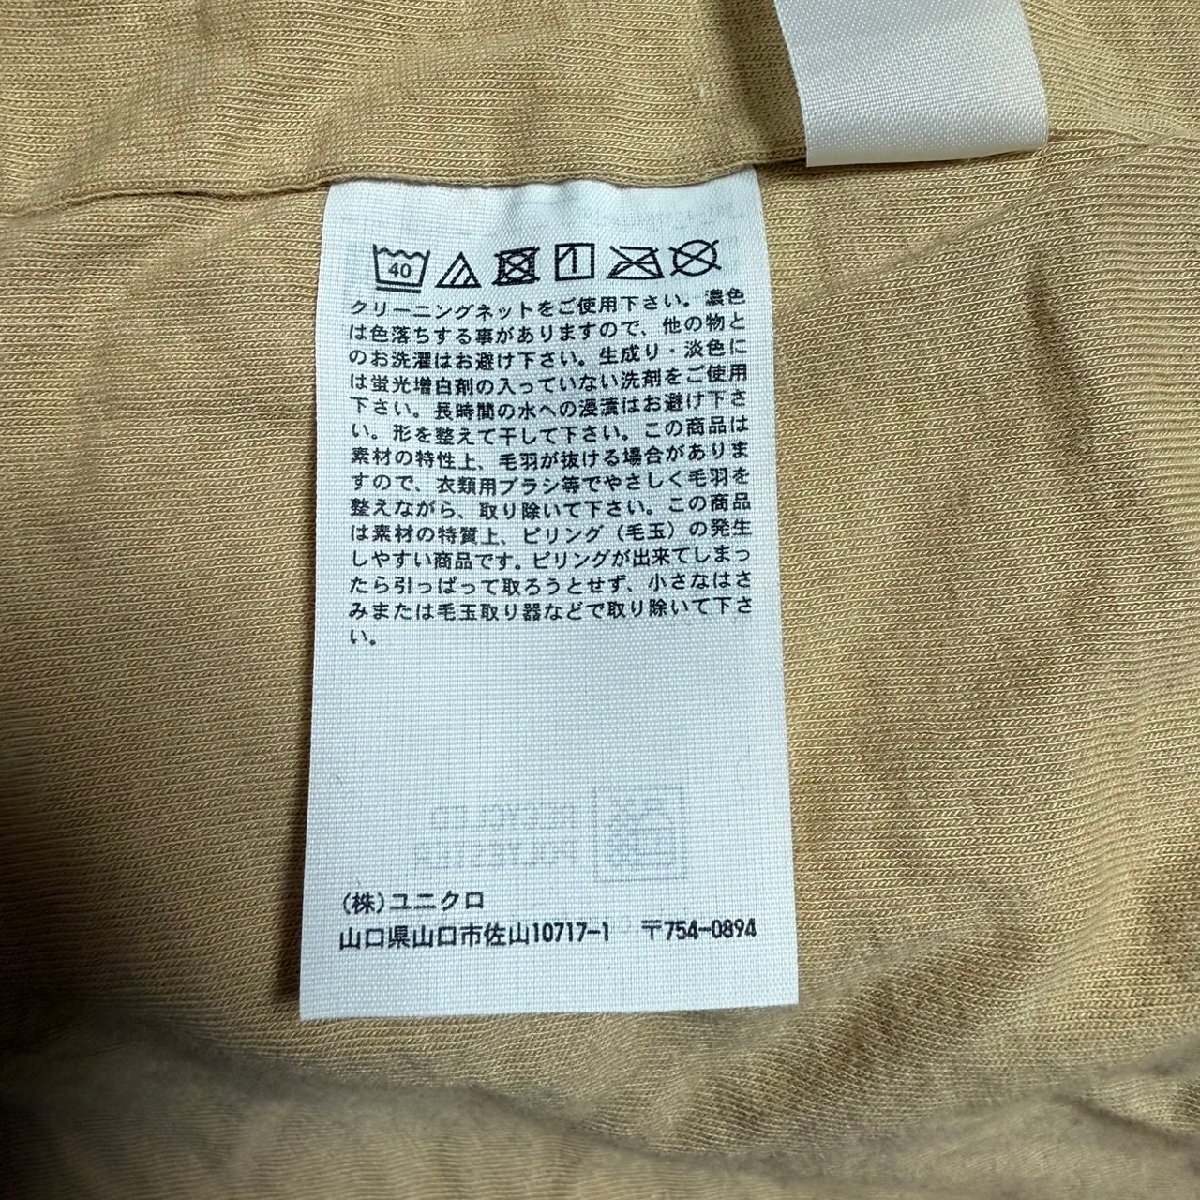 40
クリーニングネットをご使用下さい。濃色
は色落ちする事がありますので、他の物と
のお洗濯はお避け下さい。生成り・淡色に
は蛍光増白剤の入っていない洗剤をご使用
下さい。長時間の水への浸漬はお避け下さ
い。形を整えて干して下さい。この商品は
素材の特性上、毛羽が抜ける場合がありま
すので、衣類用ブラシ等でやさしく毛羽を
整えながら、取り除いて下さい。この商品
は素材の特質上、ピリング（毛玉）の発生
しやすい商品です。ピリングが出来てしまっ
たら引っぱって取ろうとせず、小さなはさ
みまたは毛玉取り器などで取り除いて下さ
い。
RECYCLED
POLYESTER
(株)ユニクロ
山口県山口市佐山10717-1 〒754-0894